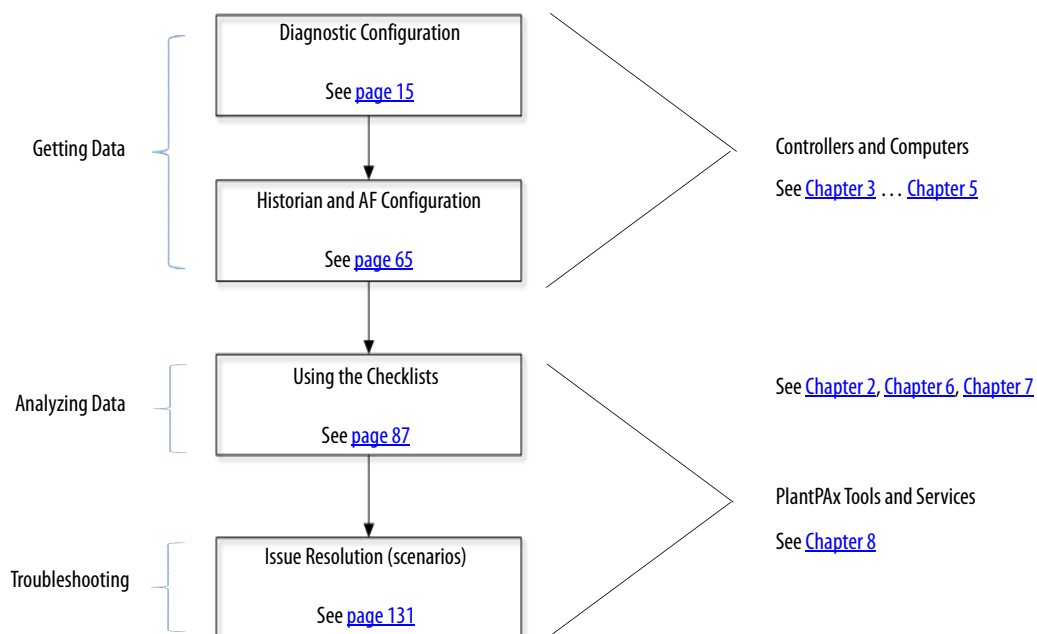 Diagnostic Configuration
See page 15
Getting Data
Historian and AF Configuration
See page 65
Controllers and Computers
See Chapter 3 . . . Chapter 5
Using the Checklists
See page 87
Analyzing Data
See Chapter 2, Chapter 6, Chapter 7
Issue Resolution (scenarios)
See page 131
Troubleshooting
PlantPAx Tools and Services
See Chapter 8